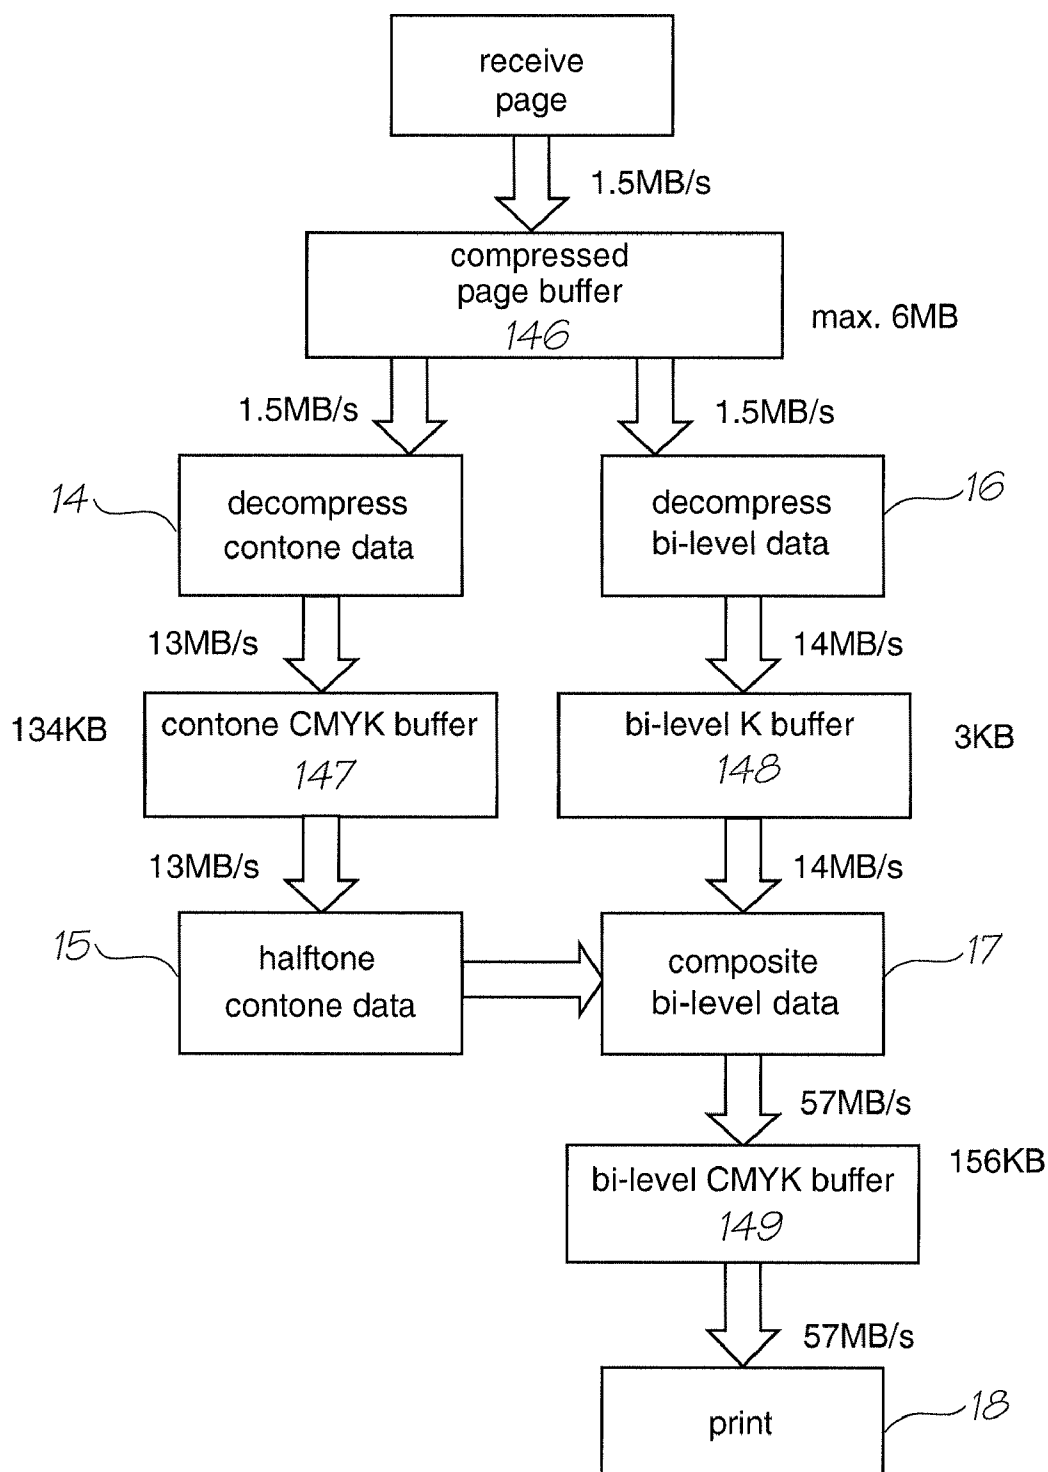 receive
page
1.5MB/s
compressed
page buffer
146
max. 6MB
1.5MB/s
1.5MB/s
14
decompress
contone data
decompress
bi-level data
16
13MB/s
14MB/s
134KB
contone CMYK buffer
147
bi-level K buffer
148
3KB
13MB/s
14MB/s
15
halftone
contone data
composite
bi-level data
17
57MB/s
bi-level CMYK buffer
149
156KB
57MB/s
print
18